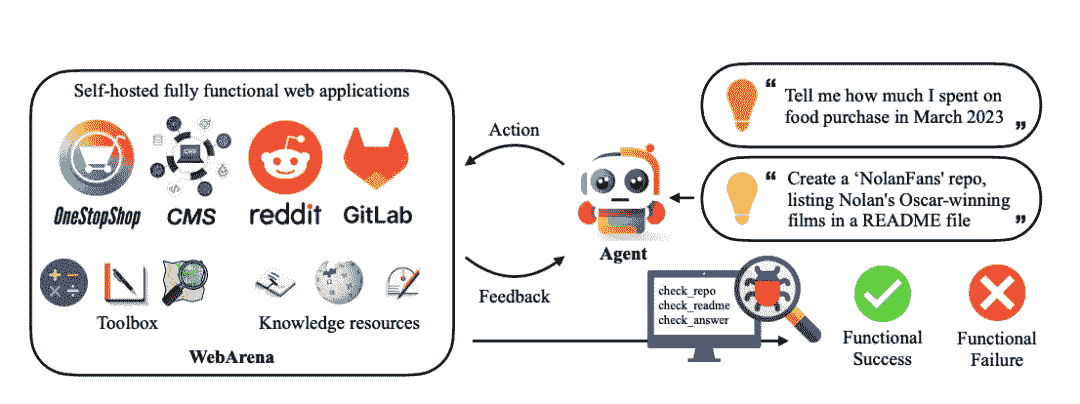 Self-hosted fully functional web applications
OneStopShop
CMS
reddit
GitLab
Toolbox
Knowledge resources
WebArena
Action
Feedback
Agent
“ Tell me how much I spent on
food purchase in March 2023 ”
“ Create a ‘NolanFans' repo,
listing Nolan's Oscar-winning
films in a README file ”
check_repo
check_readme
check_answer
Functional
Success
Functional
Failure